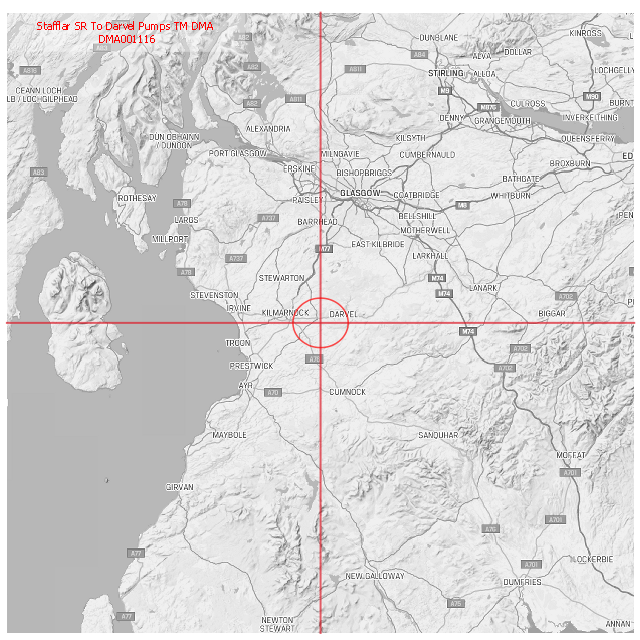 Stafflar SR To Darvel Pumps TM DMA
DMA001116
KINROSS
DUNBLANE
DOLLAR
A82
A83
A84
ALVA
A82
A811
A816
STIRLING
ALLOA
LOCHGELLY
CEANN LOCH
LB / LOCH GILPHEAD
M9
M90
CULROSS
BURNT
A82
A811
M876
DENNY
GRANGEMOUTH
INVERKEITHING
ALEXANDRIA
DUN OBHAINN
/ DUNOON
KILSYTH
QUEENSFERRY
PORT GLASGOW
MILNGAVIE
CUMBERNAULD
ED
BROXBURN
A83
ERSKINE
BISHOPBRIGGS
BATHGATE
GLASGOW
COATBRIDGE
WHITBURN
ROTHESAY
A78
PAISLEY
M8
LARGS
A737
BARRHEAD
BELLSHILL
PEN
MOTHERWELL
MILLPORT
M77
EAST KILBRIDE
A737
LARKHALL
A78
STEWARTON
M74
LANARK
STEVENSTON
M74
A702
PI
IRVINE
KILMARNOCK
DARVEL
BIGGAR
M74
TROON
A702
PRESTWICK
A76
A702
AYR
A70
CUMNOCK
MAYBOLE
SANQUHAR
MOFFAT
A701
GIRVAN
A76
A701
A77
LOCKERBIE
A701
NEW GALLOWAY
DUMFRIES
A75
A77
NEWTON
STEWART
ANNAN